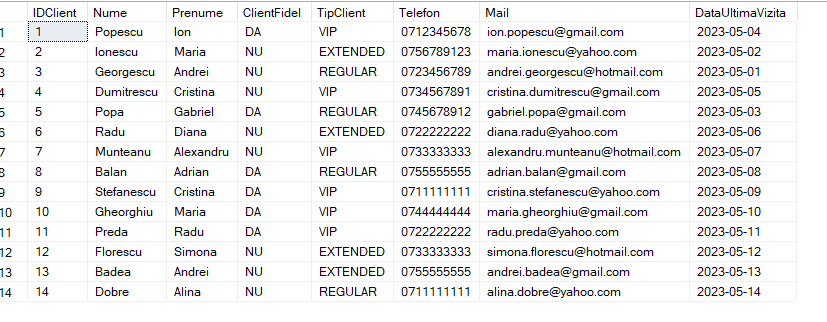 IDClient Nume Prenume ClientFidel TipClient Telefon Mail DataUltimaVizita
1 1 Popescu Ion DA VIP 0712345678 ion.popescu@gmail.com 2023-05-04
2 2 Ionescu Maria NU EXTENDED 0756789123 maria.ionescu@yahoo.com 2023-05-02
3 3 Georgescu Andrei NU REGULAR 0723456789 andrei.georgescu@hotmail.com 2023-05-01
4 4 Dumitrescu Cristina NU VIP 0734567891 cristina.dumitrescu@gmail.com 2023-05-05
5 5 Popa Gabriel DA REGULAR 0745678912 gabriel.popa@gmail.com 2023-05-03
6 6 Radu Diana NU EXTENDED 0722222222 diana.radu@yahoo.com 2023-05-06
7 7 Munteanu Alexandru NU VIP 0733333333 alexandru.munteanu@hotmail.com 2023-05-07
8 8 Balan Adrian DA REGULAR 0755555555 adrian.balan@gmail.com 2023-05-08
9 9 Stefanescu Cristina DA VIP 0711111111 cristina.stefanescu@yahoo.com 2023-05-09
10 10 Gheorghiu Maria DA VIP 0744444444 maria.gheorghiu@gmail.com 2023-05-10
11 11 Preda Radu DA VIP 0722222222 radu.preda@yahoo.com 2023-05-11
12 12 Florescu Simona NU EXTENDED 0733333333 simona.florescu@hotmail.com 2023-05-12
13 13 Badea Andrei NU EXTENDED 0755555555 andrei.badea@gmail.com 2023-05-13
14 14 Dobre Alina NU REGULAR 0711111111 alina.dobre@yahoo.com 2023-05-14